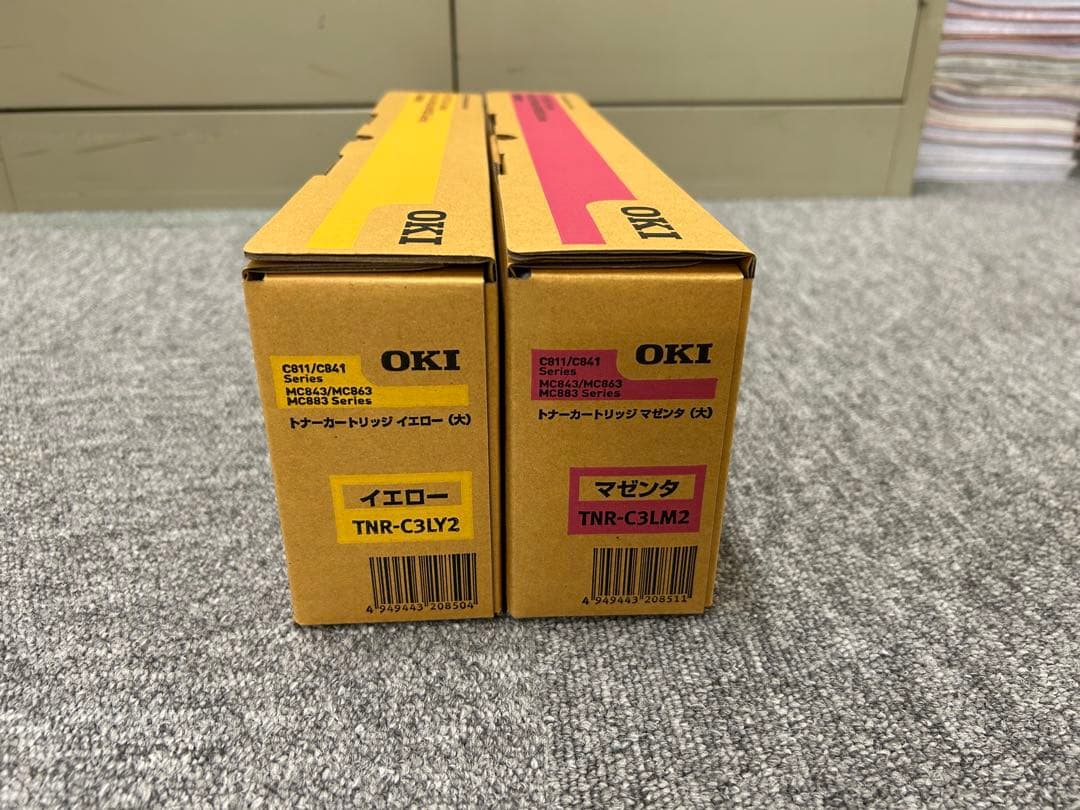 OKI
C811/C841
Series
MC843/MC863
MC883 Series
OKI
トナーカートリッジ イエロー（大）
イエロー
TNR-C3LY2
4 949443 208504
OKI
C811/C841
Series
MC843/MC863
MC883 Series
OKI
トナーカートリッジ マゼンタ（大）
マゼンタ
TNR-C3LM2
4 949443 208511